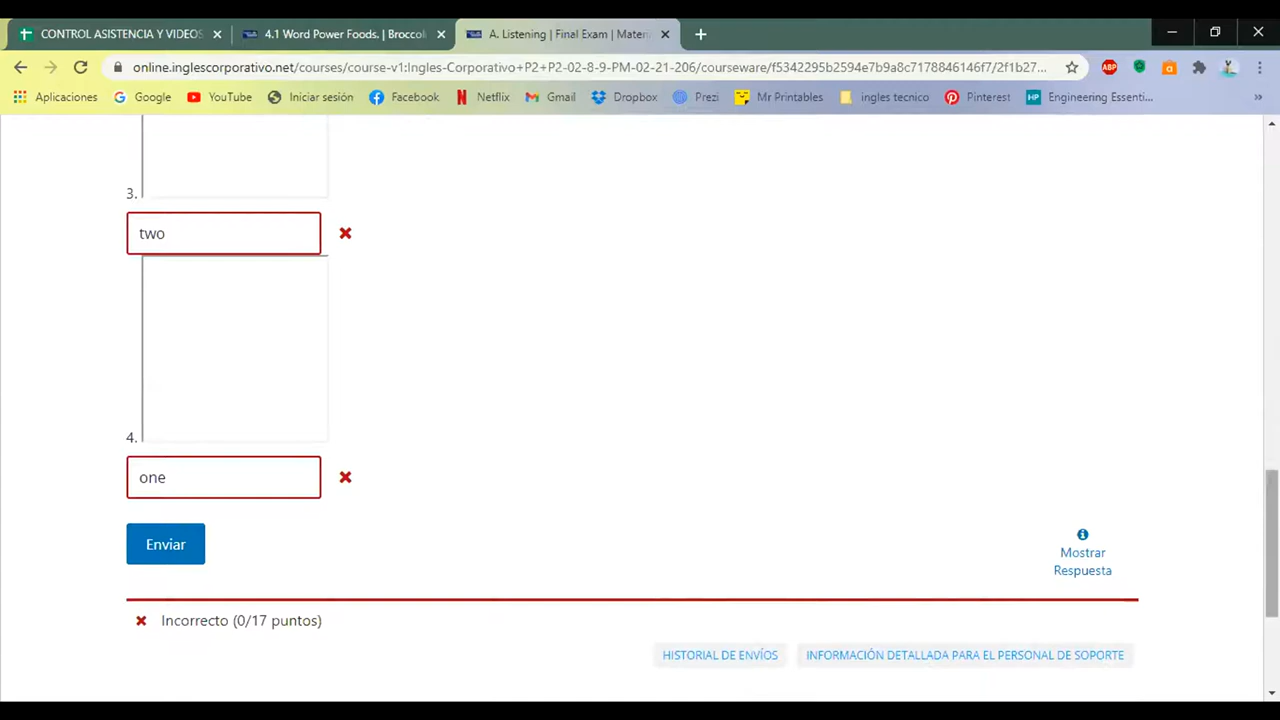 CONTROL ASISTENCIA Y VIDEOS
4.1 Word Power Foods. | Broccol
A. Listening | Final Exam | Mater
online.inglescorporativo.net/courses/course-v1:Ingles-Corporativo+P2+P2-02-8-9-PM-02-21-206/courseware/f5342295b2594e7b9a8c7178846146f7/2f1b27...
ABP
Aplicaciones
Google
YouTube
Iniciar sesión
Facebook
Netflix
Gmail
Dropbox
Prezi
Mr Printables
ingles tecnico
Pinterest
HP
Engineering Essenti...
»
3.
two
4.
one
Enviar
Mostrar
Respuesta
Incorrecto (0/17 puntos)
HISTORIAL DE ENVÍOS
INFORMACIÓN DETALLADA PARA EL PERSONAL DE SOPORTE